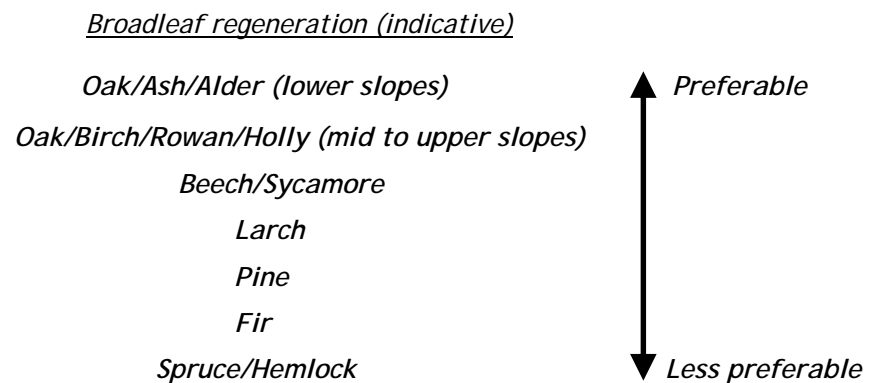 Broadleaf regeneration (indicative)
Oak/Ash/Alder (lower slopes) Preferable
Oak/Birch/Rowan/Holly (mid to upper slopes)
Beech/Sycamore
Larch
Pine
Fir
Spruce/Hemlock Less preferable